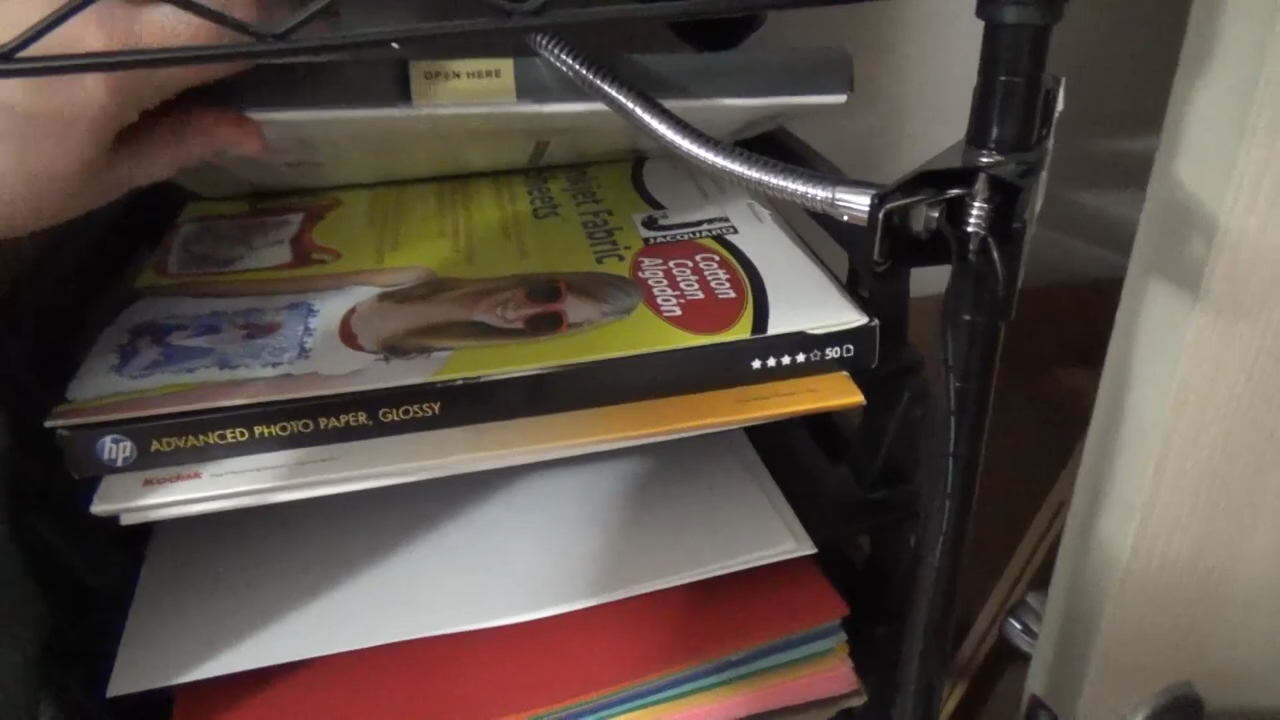 OPEN HERE
Inkjet Fabric
Sheets
JACQUARD
Cotton
Coton
Algodón
50
hp ADVANCED PHOTO PAPER, GLOSSY
Kodak